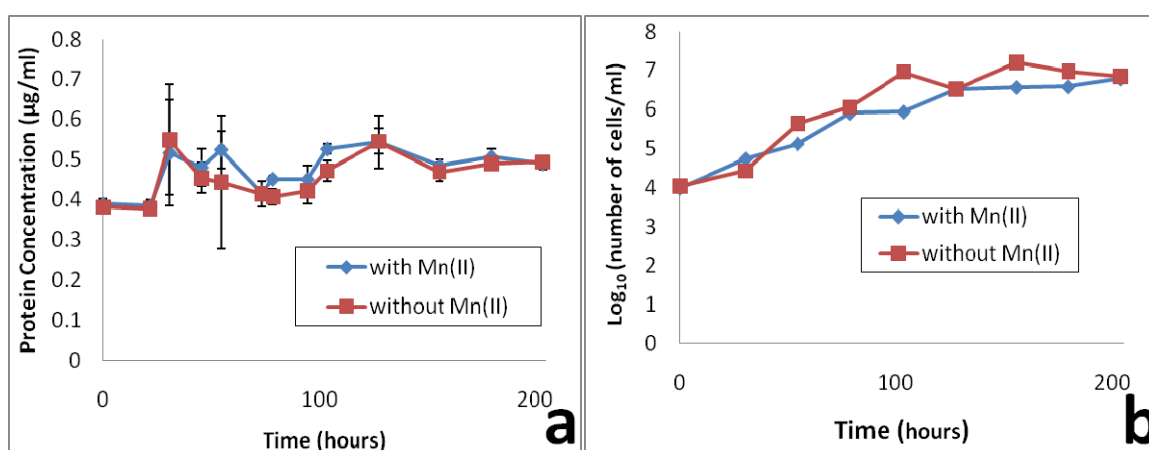 Protein Concentration (µg/ml)
0.8
0.7
0.6
0.5
0.4
0.3
0.2
0.1
0
with Mn(II)
without Mn(II)
0
100
200
Time (hours)
a
Log10 (number of cells/ml)
8
7
6
5
4
3
2
1
0
with Mn(II)
without Mn(II)
0
100
200
Time (hours)
b